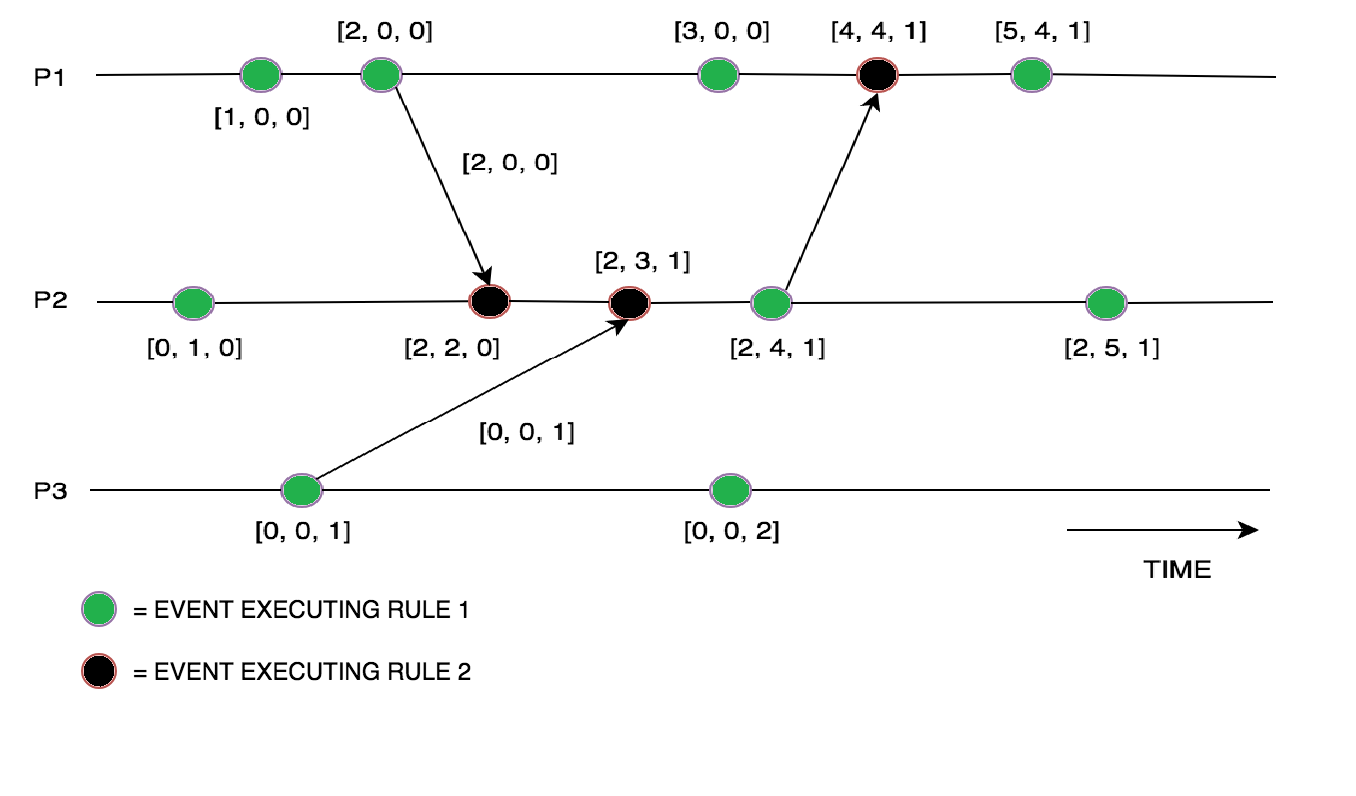 [2, 0, 0] [3, 0, 0] [4, 4, 1] [5, 4, 1]
P1
[1, 0, 0]
[2, 0, 0]
[2, 3, 1]
P2
[0, 1, 0] [2, 2, 0] [2, 4, 1] [2, 5, 1]
[0, 0, 1]
P3
[0, 0, 1] [0, 0, 2]
TIME
= EVENT EXECUTING RULE 1
= EVENT EXECUTING RULE 2